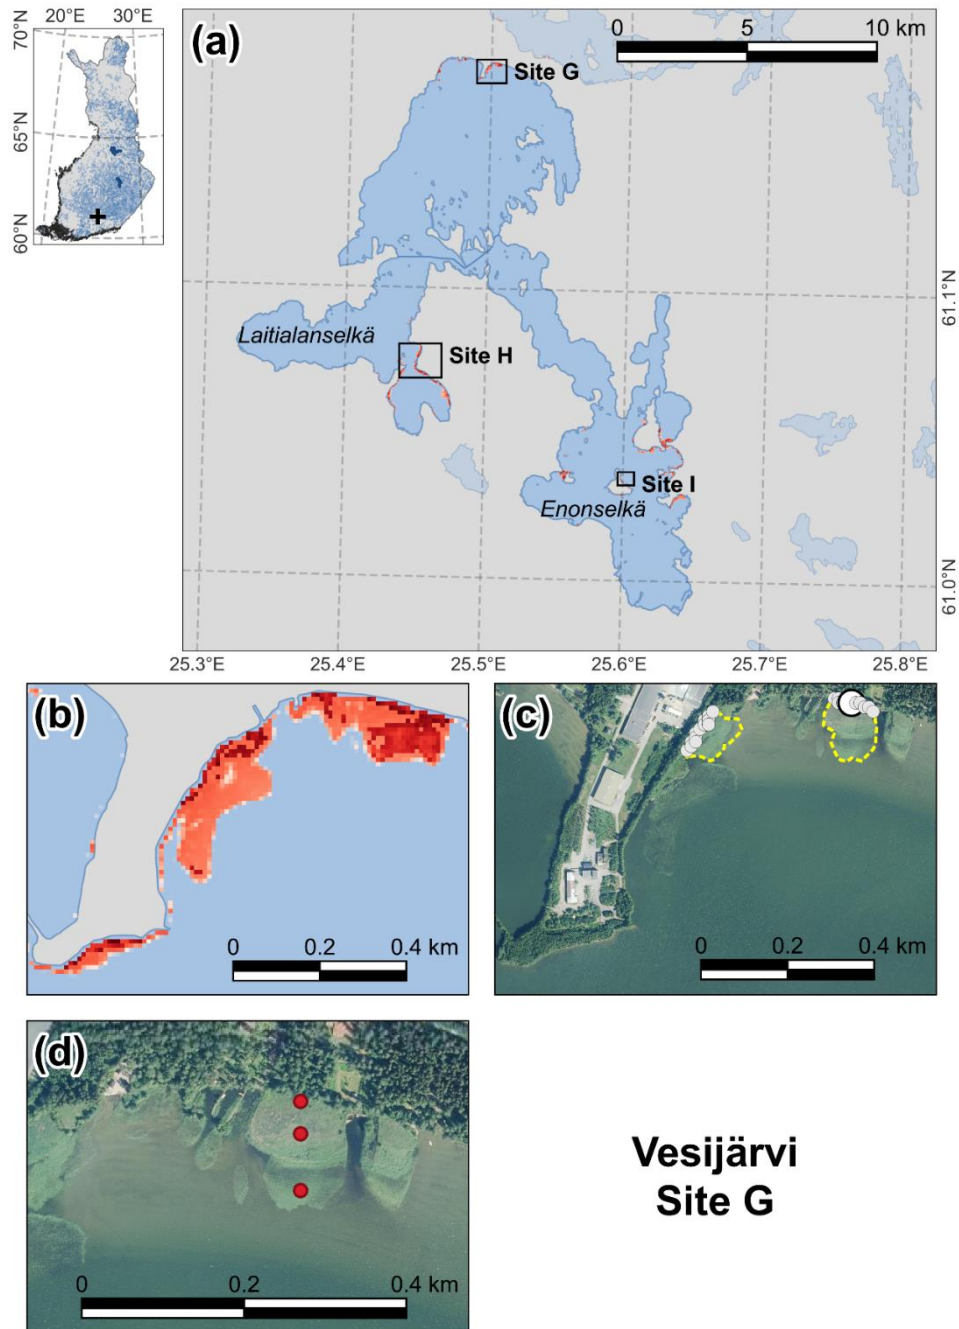 20°E 30°E
70°N
65°N
60°N
(a)
0 5 10 km
Site G
Laitialanselkä
Site H
Site I
Enonselkä
61.1°N
61.0°N
25.3°E 25.4°E 25.5°E 25.6°E 25.7°E 25.8°E
(b)
0 0.2 0.4 km
(c)
0 0.2 0.4 km
(d)
0 0.2 0.4 km
Vesijärvi
Site G